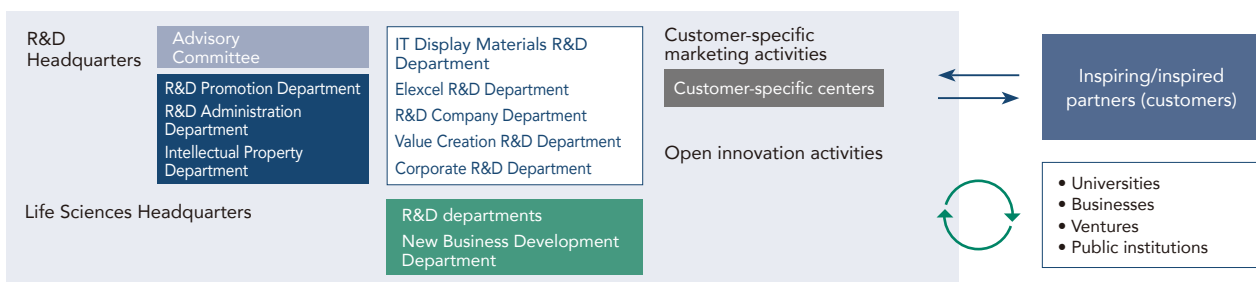 R&D
Headquarters
Advisory
Committee
R&D Promotion Department
R&D Administration
Department
Intellectual Property
Department
IT Display Materials R&D
Department
Elexcel R&D Department
R&D Company Department
Value Creation R&D Department
Corporate R&D Department
Customer-specific
marketing activities
Customer-specific centers
Open innovation activities
Inspiring/inspired
partners (customers)
Life Sciences Headquarters
R&D departments
New Business Development
Department
• Universities
• Businesses
• Ventures
• Public institutions